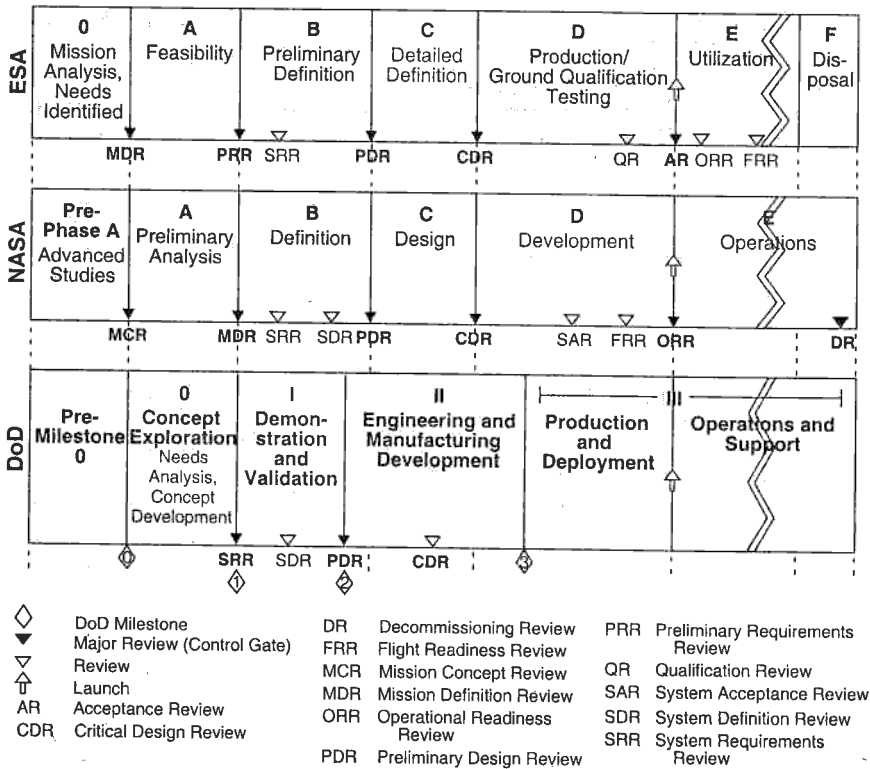 ESA
0
Mission
Analysis,
Needs
Identified
A
Feasibility
B
Preliminary
Definition
C
Detailed
Definition
D
Production/
Ground Qualification
Testing
E
Utilization
F
Dis-
posal
MDR PRR SRR PDR CDR QR AR ORR FRR
NASA
Pre-
Phase A
Advanced
Studies
A
Preliminary
Analysis
B
Definition
C
Design
D
Development
E
Operations
MCR MDR SRR SDR PDR CDR SAR FRR ORR DR
DoD
Pre-
Milestone
0
0
Concept
Exploration
Needs
Analysis,
Concept
Development
I
Demon-
stration
and
Validation
II
Engineering and
Manufacturing
Development
III
Production
and
Deployment
Operations and
Support
0 SRR SDR PDR CDR 3
1 2
DoD Milestone
Major Review (Control Gate)
Review
Launch
AR Acceptance Review
CDR Critical Design Review
DR Decommissioning Review
FRR Flight Readiness Review
MCR Mission Concept Review
MDR Mission Definition Review
ORR Operational Readiness
Review
PDR Preliminary Design Review
PRR Preliminary Requirements
Review
QR Qualification Review
SAR System Acceptance Review
SDR System Definition Review
SRR System Requirements
Review